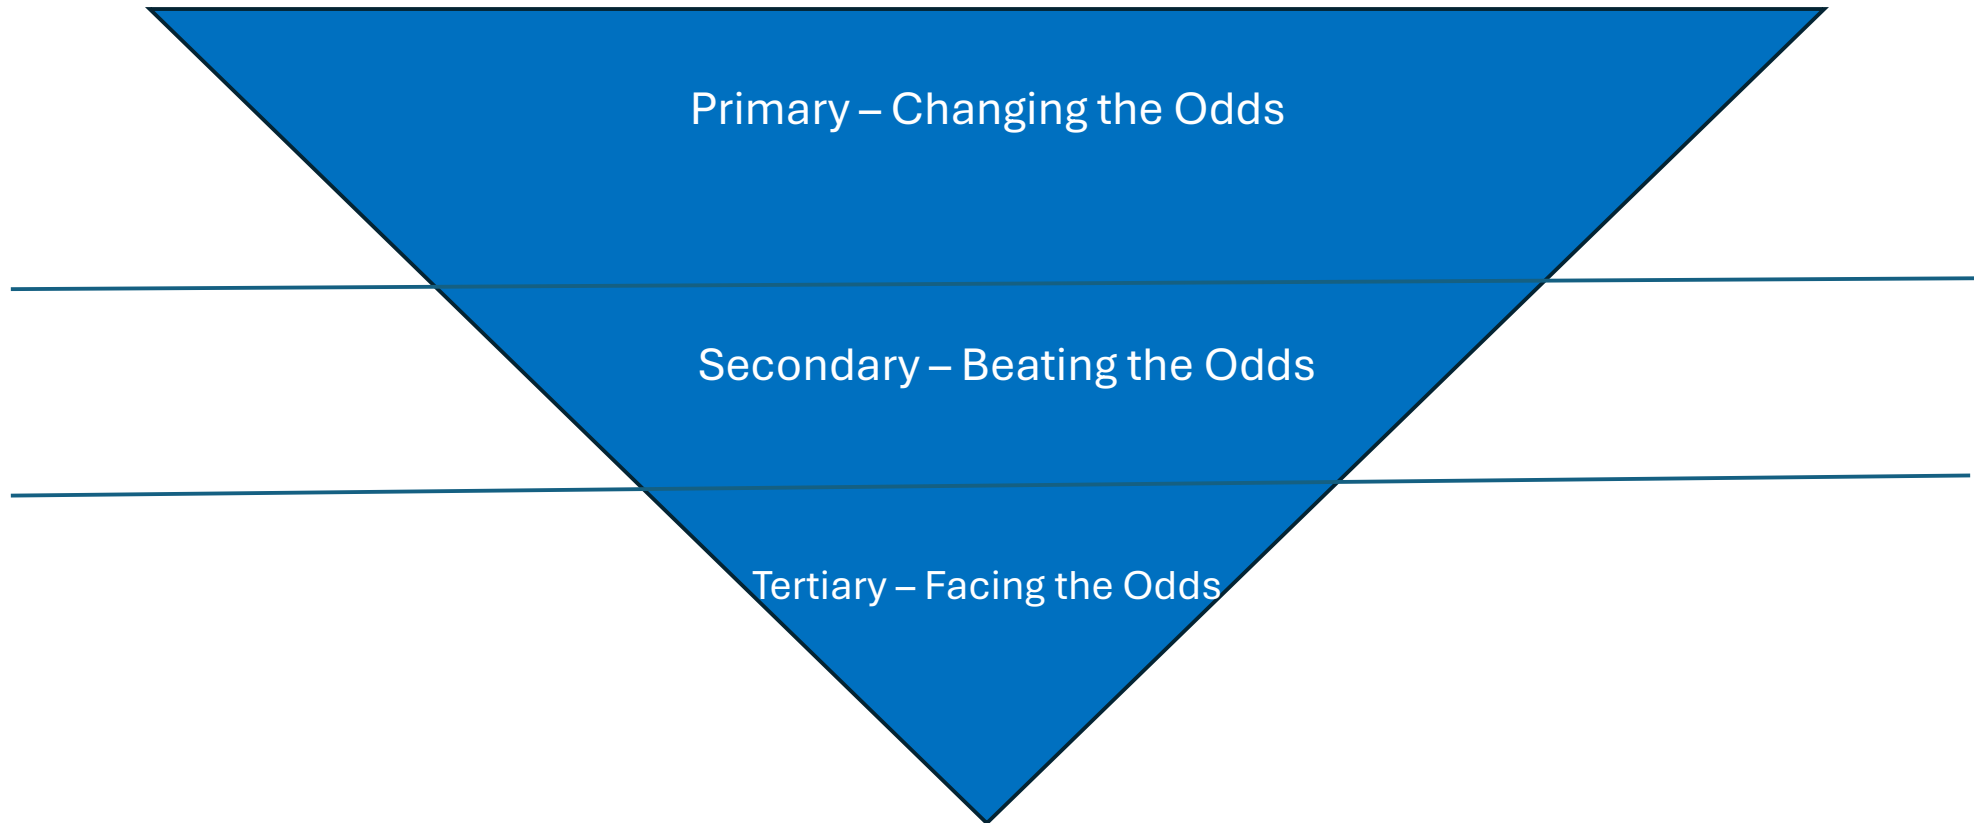 Primary – Changing the Odds
Secondary – Beating the Odds
Tertiary – Facing the Odds